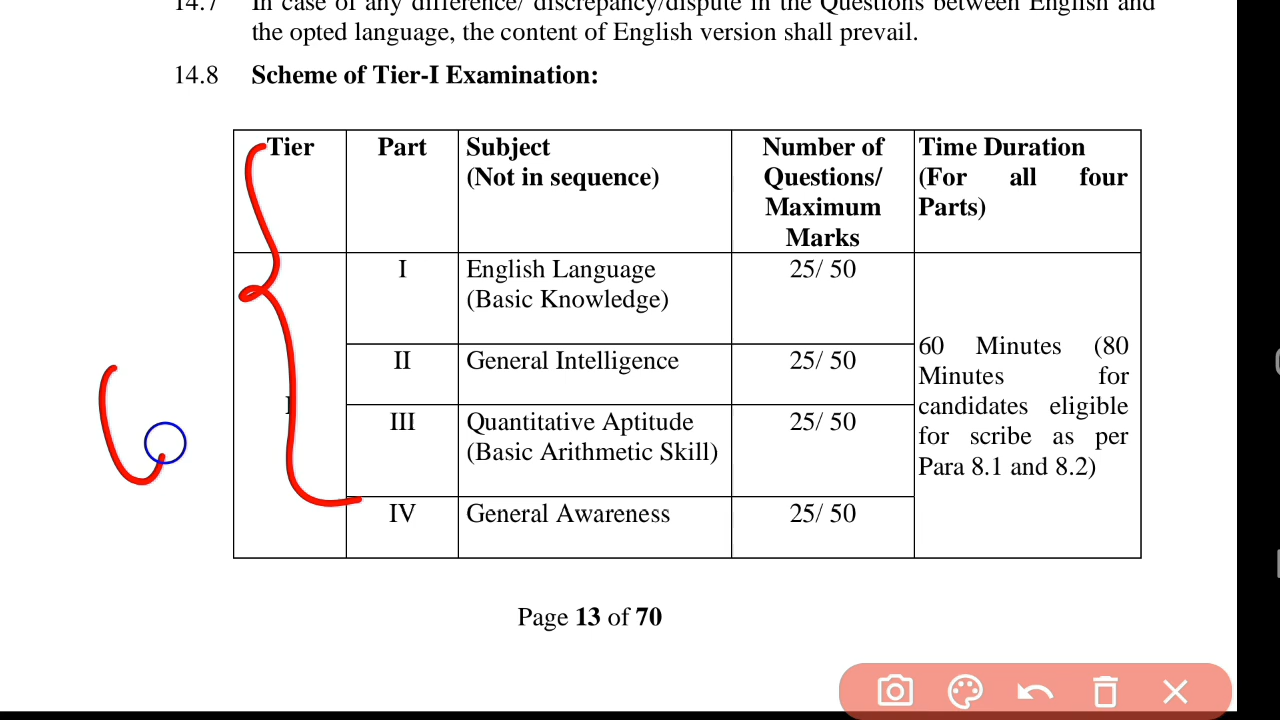 14.7 In case of any difference/ discrepancy/dispute in the Questions between English and
the opted language, the content of English version shall prevail.
14.8 Scheme of Tier-I Examination:
Tier Part Subject (Not in sequence) Number of Questions/ Maximum Marks Time Duration (For all four Parts)
I
I English Language (Basic Knowledge) 25/ 50
II General Intelligence 25/ 50
III Quantitative Aptitude (Basic Arithmetic Skill) 25/ 50
IV General Awareness 25/ 50
60 Minutes (80
Minutes for
candidates eligible
for scribe as per
Para 8.1 and 8.2)
Page 13 of 70